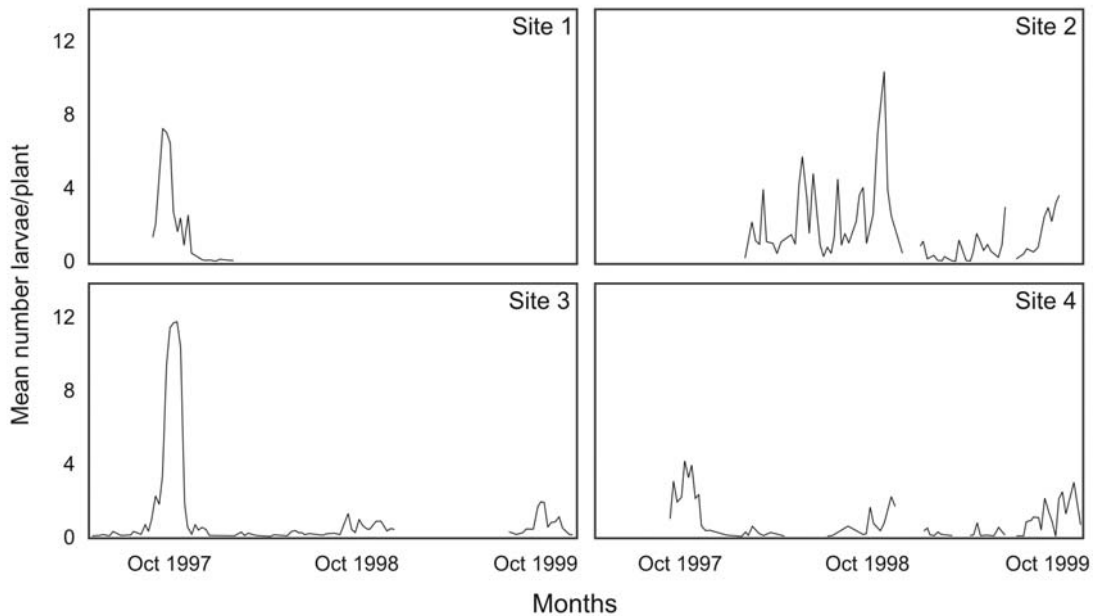 Site 1
Site 2
12
8
4
0
Mean number larvae/plant
Site 3
Site 4
12
8
4
0
Oct 1997
Oct 1998
Oct 1999
Oct 1997
Oct 1998
Oct 1999
Months